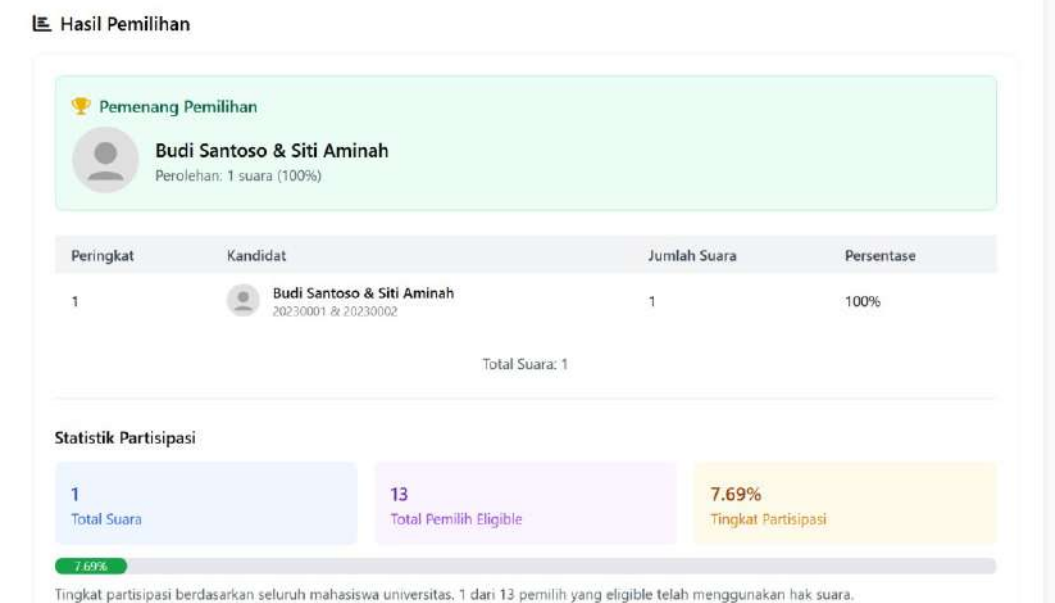 Hasil Pemilihan
Pemenang Pemilihan
Budi Santoso & Siti Aminah
Perolehan: 1 suara (100%)
Peringkat Kandidat Jumlah Suara Persentase
1 Budi Santoso & Siti Aminah 1 100%
20230001 & 20230002
Total Suara: 1
Statistik Partisipasi
1 13 7.69%
Total Suara Total Pemilih Eligible Tingkat Partisipasi
7.69%
Tingkat partisipasi berdasarkan seluruh mahasiswa universitas. 1 dari 13 pemilih yang eligible telah menggunakan hak suara.